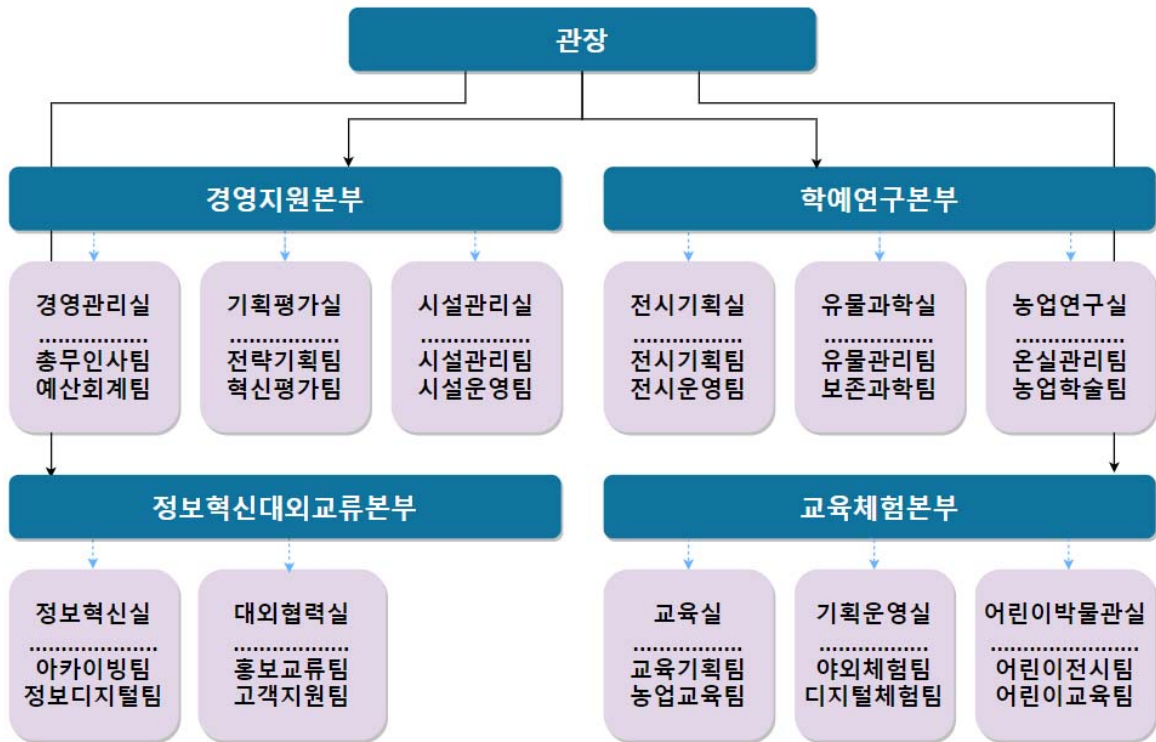 관장
경영지원본부
학예연구본부
경영관리실
.................
총무인사팀
예산회계팀
기획평가실
.................
전략기획팀
혁신평가팀
시설관리실
.................
시설관리팀
시설운영팀
전시기획실
.................
전시기획팀
전시운영팀
유물과학실
.................
유물관리팀
보존과학팀
농업연구실
.................
온실관리팀
농업학술팀
정보혁신대외교류본부
교육체험본부
정보혁신실
.....................
아카이빙팀
정보디지털팀
대외협력실
.................
홍보교류팀
고객지원팀
교육실
.................
교육기획팀
농업교육팀
기획운영실
.................
야외체험팀
디지털체험팀
어린이박물관실
.......................
어린이전시팀
어린이교육팀